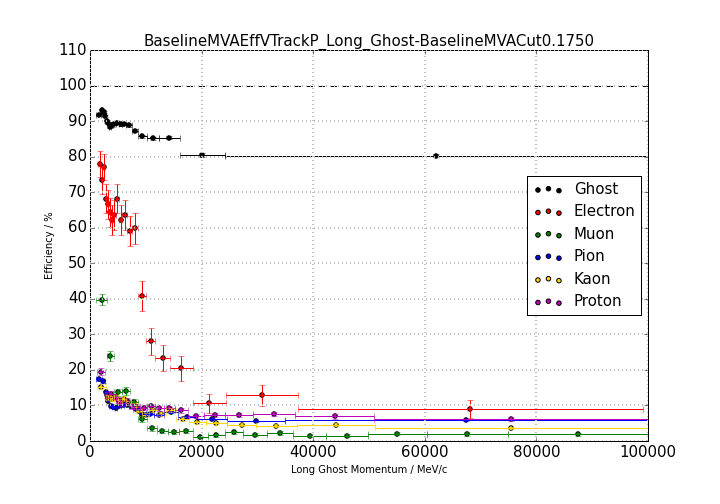 BaselineMVAEffVTrackP_Long_Ghost-BaselineMVACut0.1750
110
100
90
80
70
60
50
40
30
20
10
0
Efficiency / %
Ghost
Electron
Muon
Pion
Kaon
Proton
0 20000 40000 60000 80000 100000
Long Ghost Momentum / MeV/c